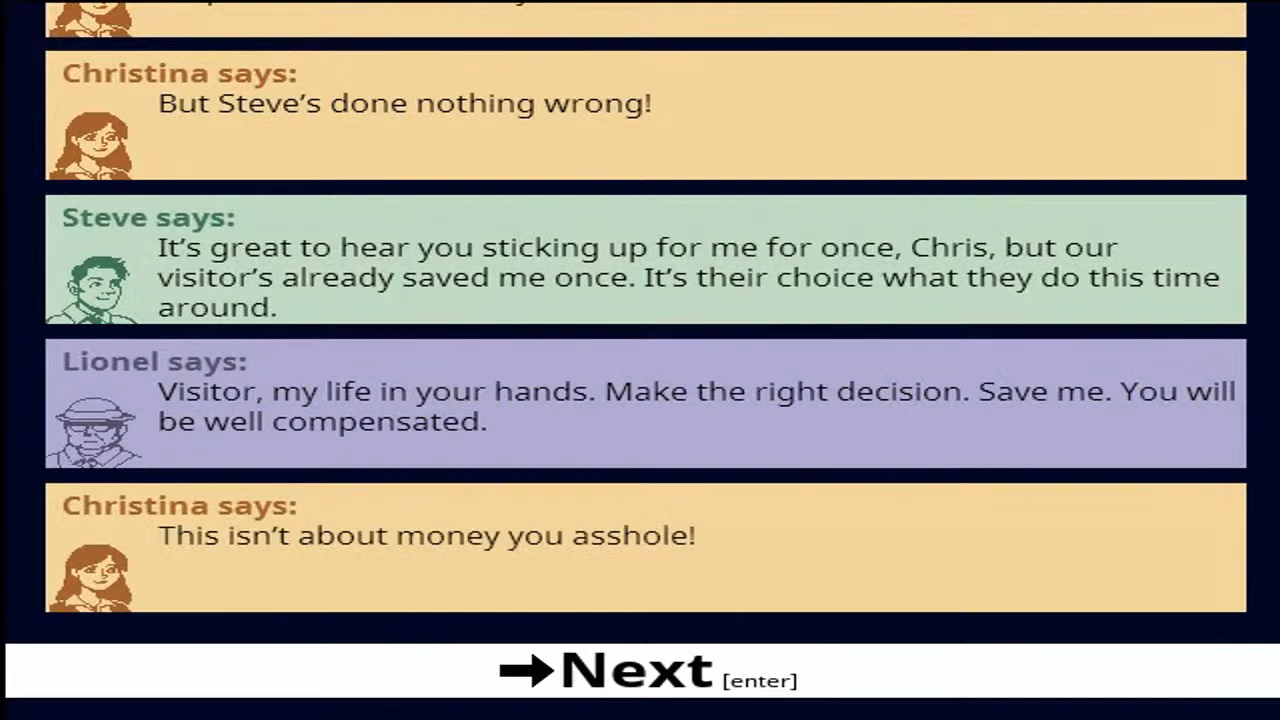 Christina says:
But Steve’s done nothing wrong!
Steve says:
It’s great to hear you sticking up for me for once, Chris, but our
visitor’s already saved me once. It’s their choice what they do this time
around.
Lionel says:
Visitor, my life in your hands. Make the right decision. Save me. You will
be well compensated.
Christina says:
This isn’t about money you asshole!
Next [enter]